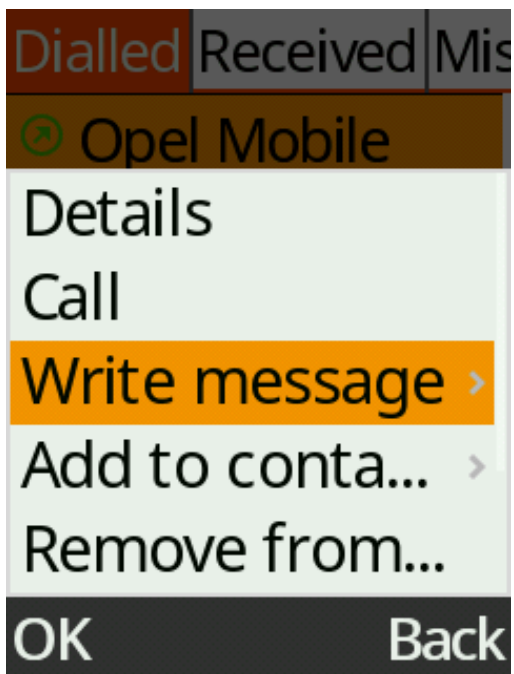 Dialled Received Mis
Opel Mobile
Details
Call
Write message
Add to conta...
Remove from...
OK Back